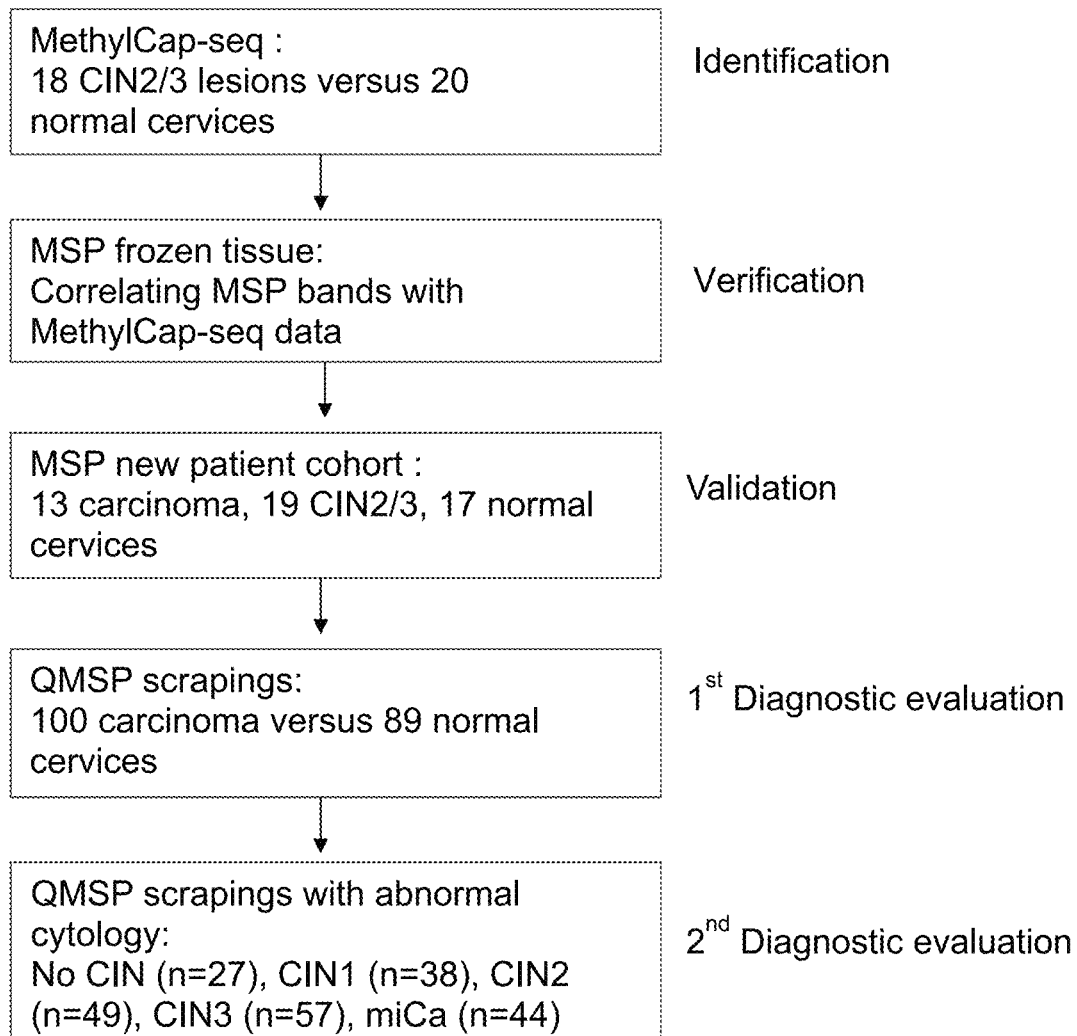 MethylCap-seq :
18 CIN2/3 lesions versus 20
normal cervices
Identification
MSP frozen tissue:
Correlating MSP bands with
MethylCap-seq data
Verification
MSP new patient cohort :
13 carcinoma, 19 CIN2/3, 17 normal
cervices
Validation
QMSP scrapings:
100 carcinoma versus 89 normal
cervices
1st Diagnostic evaluation
QMSP scrapings with abnormal
cytology:
No CIN (n=27), CIN1 (n=38), CIN2
(n=49), CIN3 (n=57), miCa (n=44)
2nd Diagnostic evaluation